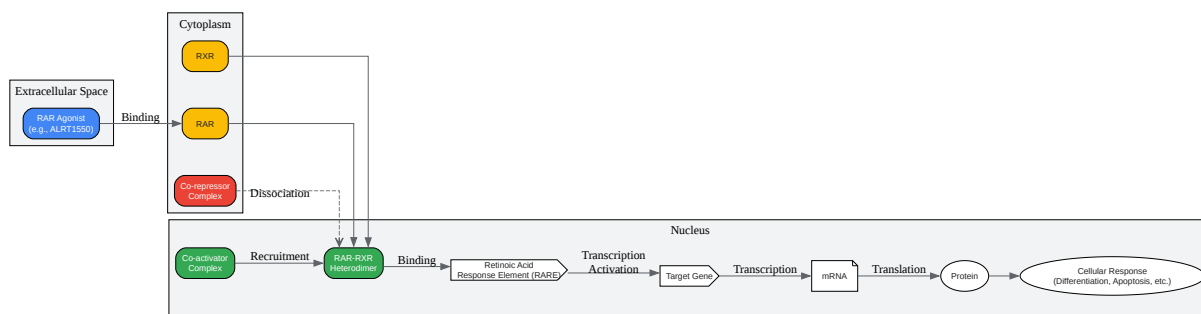 Cytoplasm
RXR
Extracellular Space
RAR Agonist
(e.g., ALRT1550)
Binding
RAR
Co-repressor
Complex
Dissociation
Nucleus
Co-activator
Complex
Recruitment
RAR-RXR
Heterodimer
Binding
Retinoic Acid
Response Element (RARE)
Transcription
Activation
Target Gene
Transcription
mRNA
Translation
Protein
Cellular Response
(Differentiation, Apoptosis, etc.)